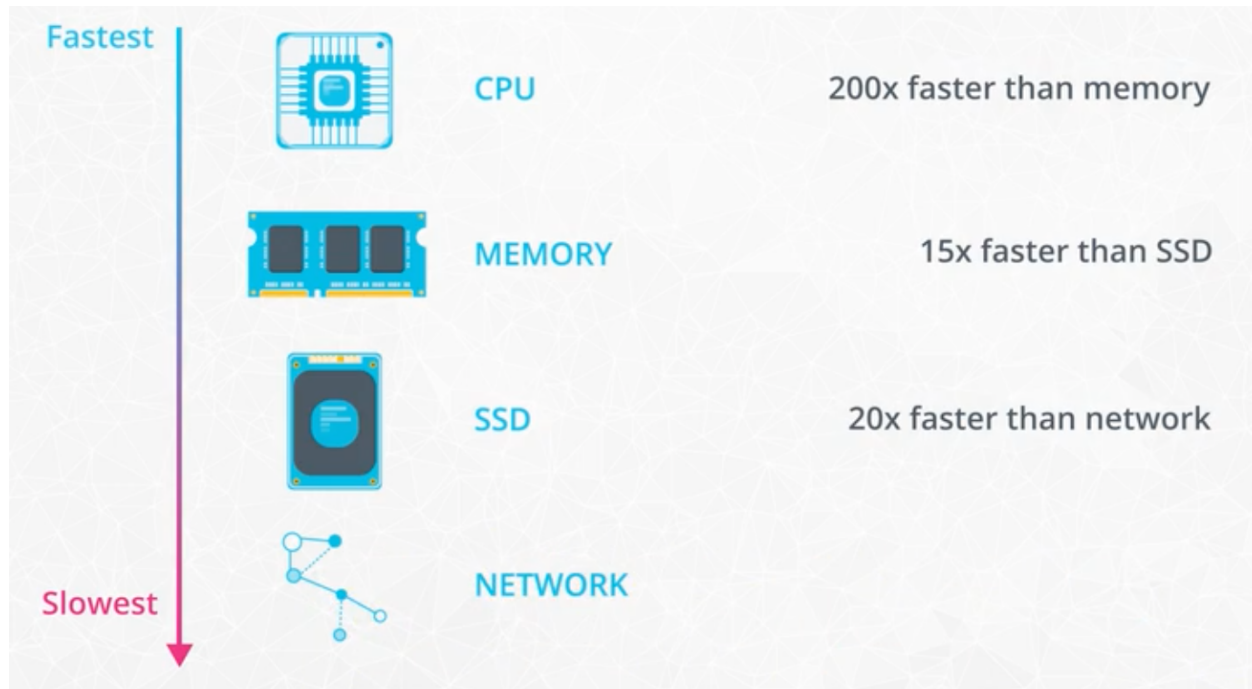 Fastest
CPU 200x faster than memory
MEMORY 15x faster than SSD
SSD 20x faster than network
NETWORK
Slowest